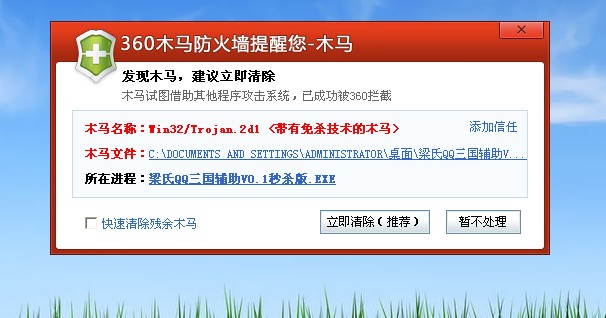 360木马防火墙提醒您-木马
发现木马，建议立即清除
木马试图借助其他程序攻击系统，已成功被360拦截
木马名称：Win32/Trojan.2d1 <带有免杀技术的木马> 添加信任
木马文件：C:\DOCUMENTS AND SETTINGS\ADMINISTRATOR\桌面\梁氏QQ三国辅助V...
所在进程：梁氏QQ三国辅助V0.1秒杀版.EXE
快速清除残余木马 立即清除（推荐） 暂不处理